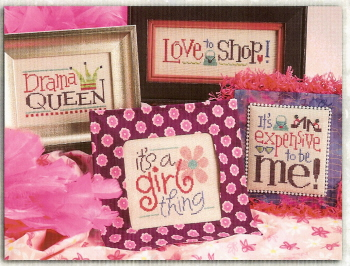 Drama
QUEEN
Love to Shop!
it's a
girl
thing
It's
expensive
to be
me!